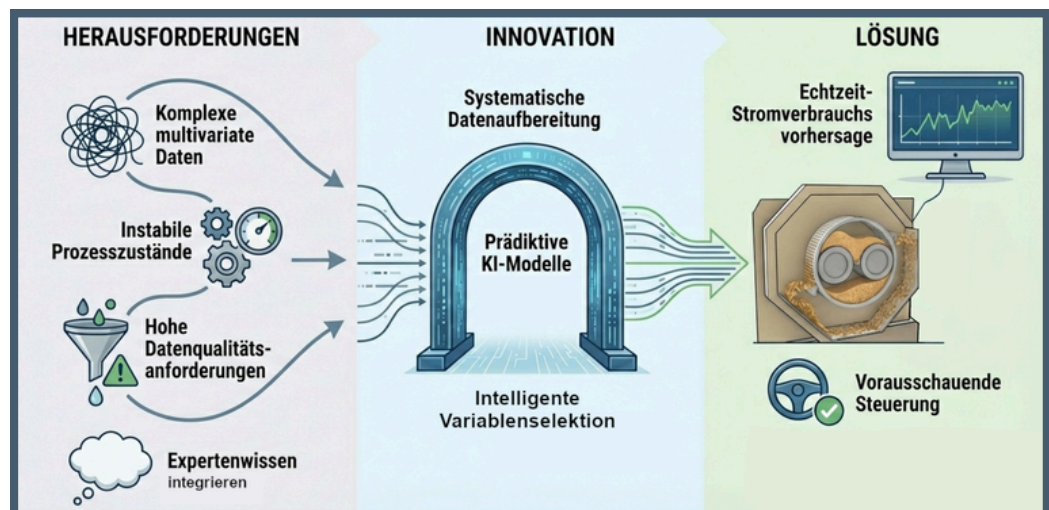 HERAUSFORDERUNGEN
Komplexe
multivariate
Daten
Instabile
Prozesszustände
Hohe
Datenqualitäts-
anforderungen
Expertenwissen
integrieren
INNOVATION
Systematische
Datenaufbereitung
Prädiktive
KI-Modelle
Intelligente
Variablenselektion
LÖSUNG
Echtzeit-
Stromverbrauchs
vorhersage
Vorausschauende
Steuerung